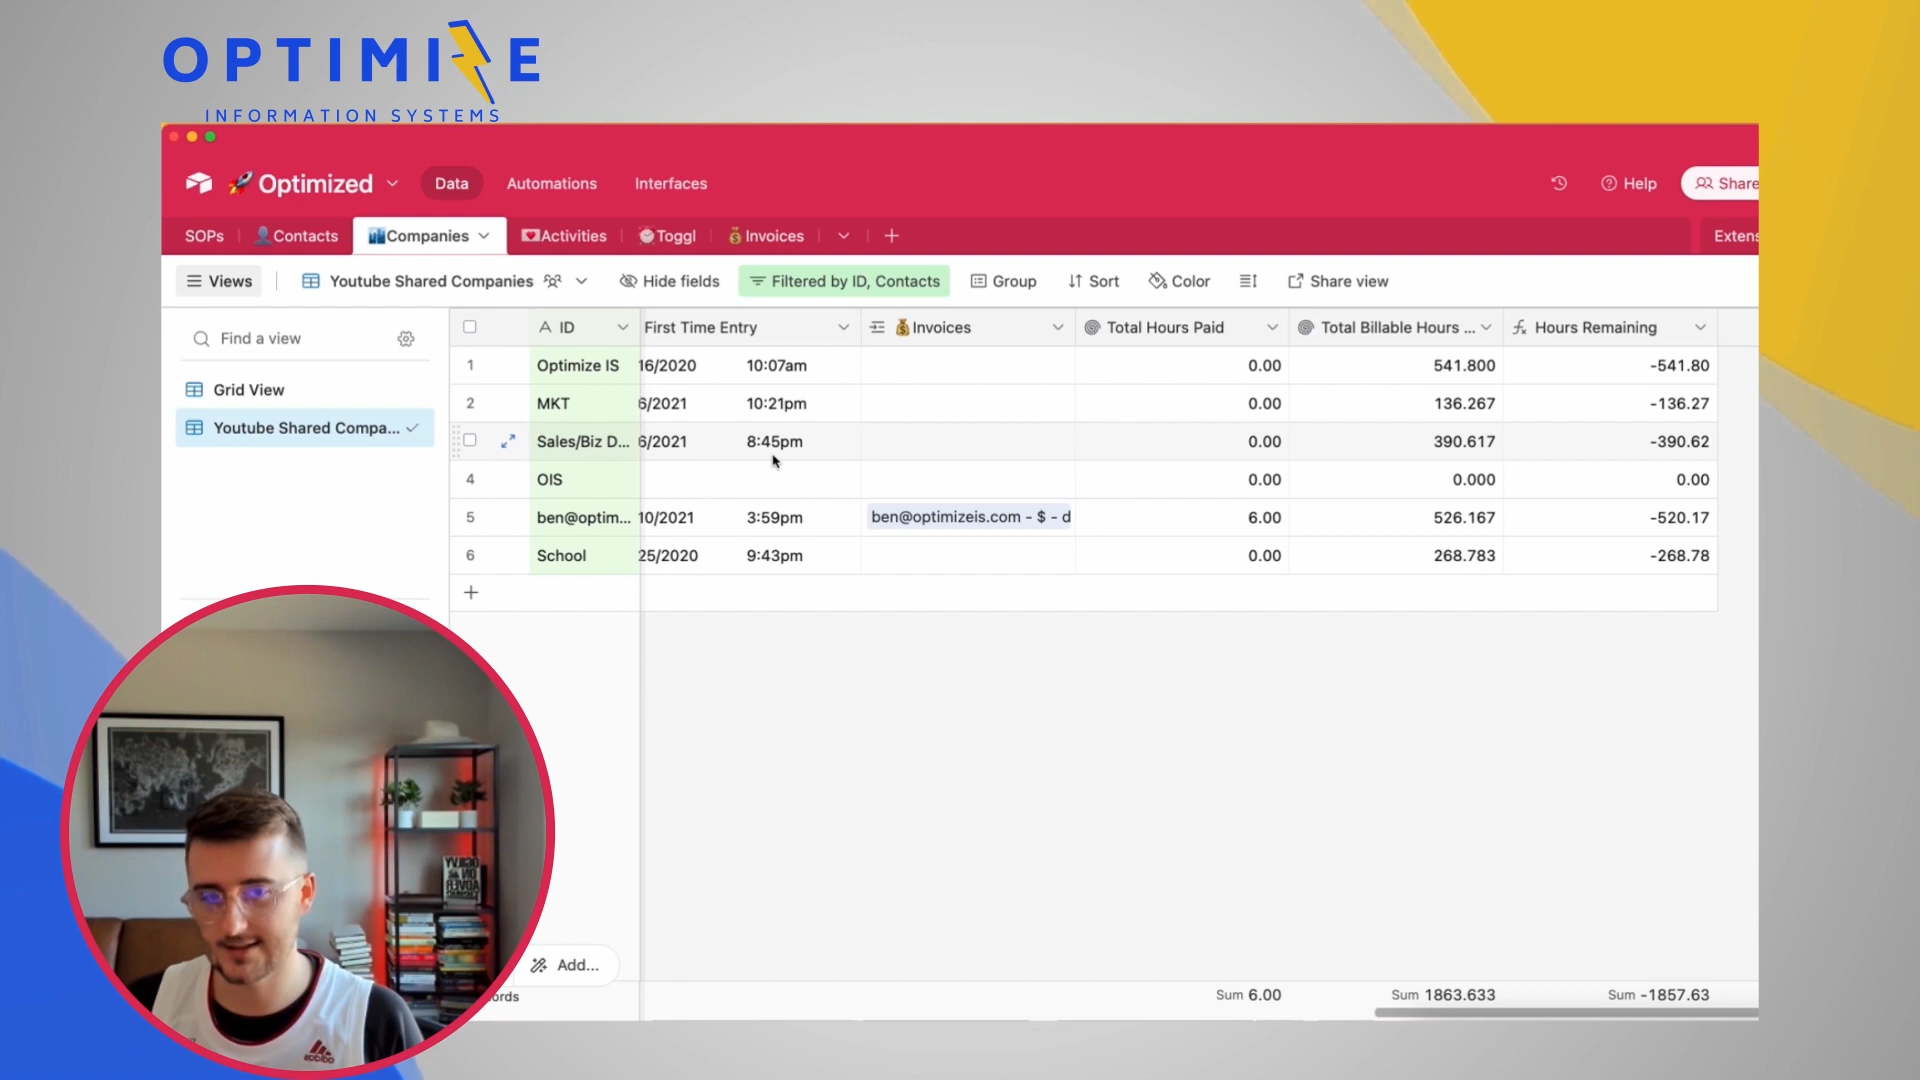 OPTIMIZE
INFORMATION SYSTEMS
🚀 Optimized Data Automations Interfaces Help Share
SOPs 👤Contacts 🏙️Companies 💟Activities ⏰Toggl 💰Invoices + Extens
Views Youtube Shared Companies Hide fields Filtered by ID, Contacts Group Sort Color Share view
Find a view
Grid View
Youtube Shared Compa...
ID First Time Entry 💰Invoices Total Hours Paid Total Billable Hours ... Hours Remaining
1 Optimize IS 16/2020 10:07am 0.00 541.800 -541.80
2 MKT 6/2021 10:21pm 0.00 136.267 -136.27
Sales/Biz D... 6/2021 8:45pm 0.00 390.617 -390.62
4 OIS 0.00 0.000 0.00
5 ben@optim... 10/2021 3:59pm ben@optimizeis.com - $ - d 6.00 526.167 -520.17
6 School 25/2020 9:43pm 0.00 268.783 -268.78
+
Add...
ords Sum 6.00 Sum 1863.633 Sum -1857.63
OGILVY
ON
adidas